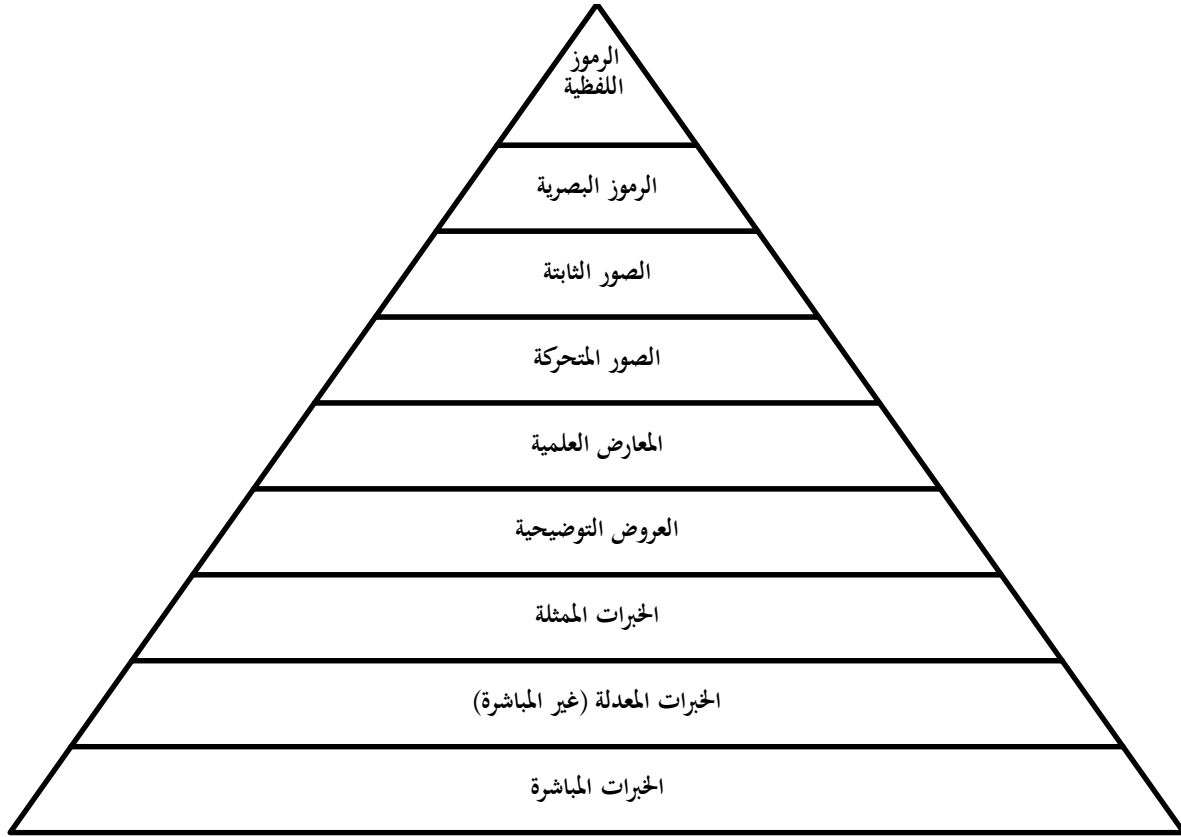 الرموز
اللفظية
الرموز البصرية
الصور الثابتة
الصور المتحركة
المعارض العلمية
العروض التوضيحية
الخبرات الممثلة
الخبرات المعدلة (غير المباشرة)
الخبرات المباشرة